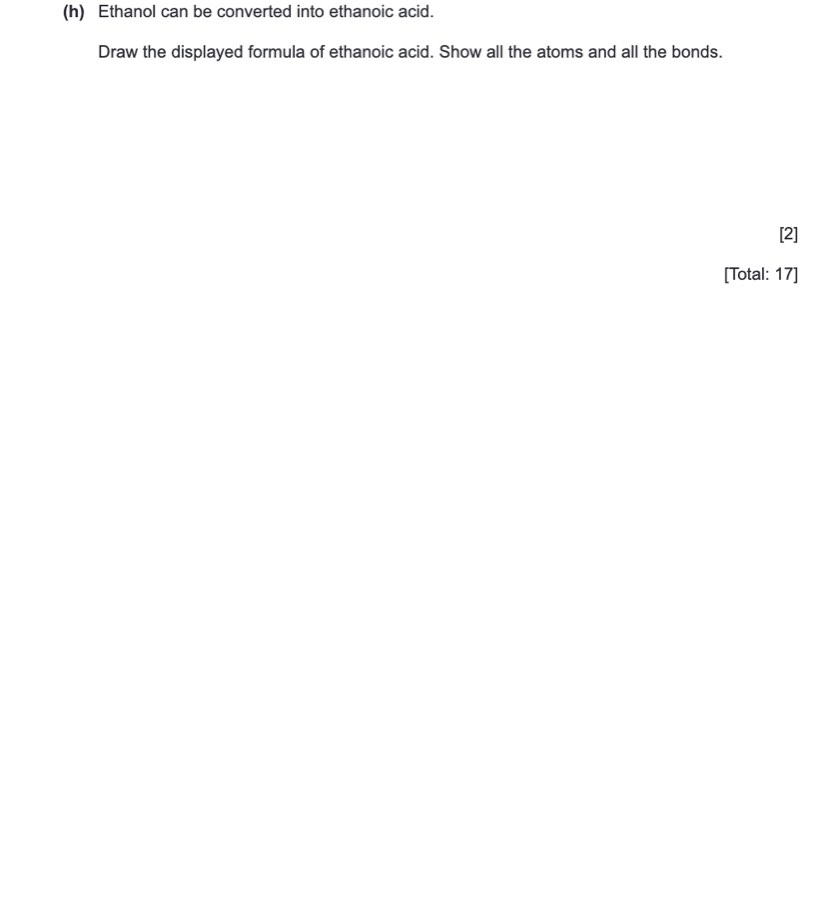 (h) Ethanol can be converted into ethanoic acid.
Draw the displayed formula of ethanoic acid. Show all the atoms and all the bonds.
[2]
[Total: 17]